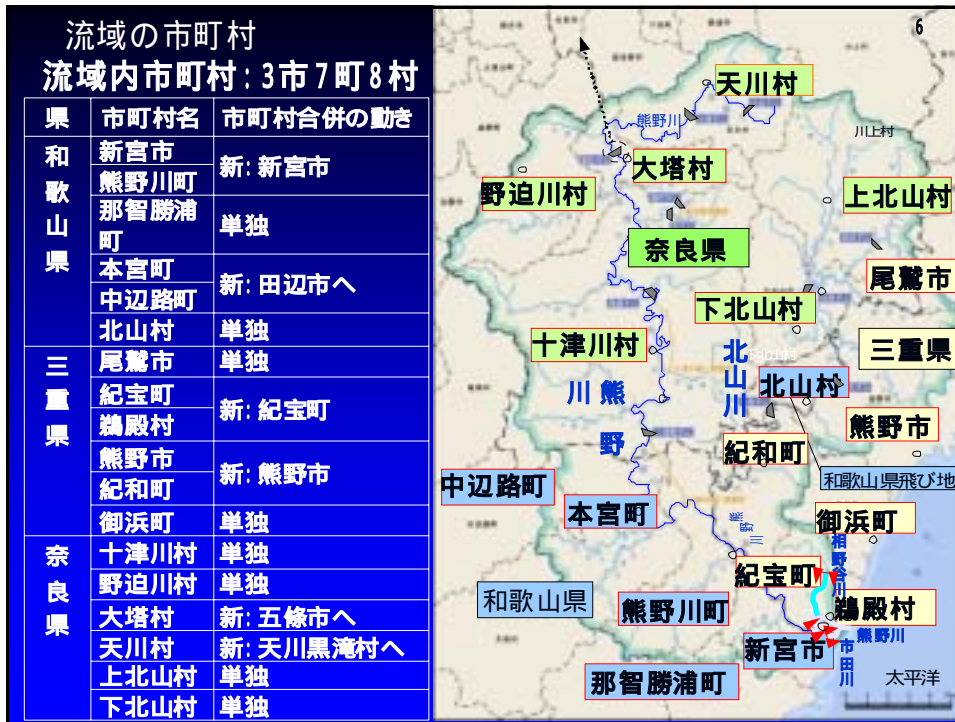 流域の市町村
流域内市町村：3市7町8村
県 市町村名 市町村合併の動き
和歌山県
新宮市
熊野川町
新：新宮市
那智勝浦町
単独
本宮町
中辺路町
新：田辺市へ
北山村 単独
三重県
尾鷲市 単独
紀宝町
鵜殿村
新：紀宝町
熊野市
紀和町
新：熊野市
御浜町 単独
奈良県
十津川村 単独
野迫川村 単独
大塔村 新：五條市へ
天川村 新：天川黒滝村へ
上北山村 単独
下北山村 単独
6
天川村
熊野川
川上村
大塔村
野迫川村
上北山村
奈良県
尾鷲市
下北山村
十津川村
北山川
三重県
北山村
熊野川
熊野市
紀和町
和歌山県飛び地
中辺路町
本宮町
御浜町
熊野川
相野谷川
紀宝町
和歌山県
熊野川町
鵜殿村
熊野川
新宮市
市田川
那智勝浦町
太平洋